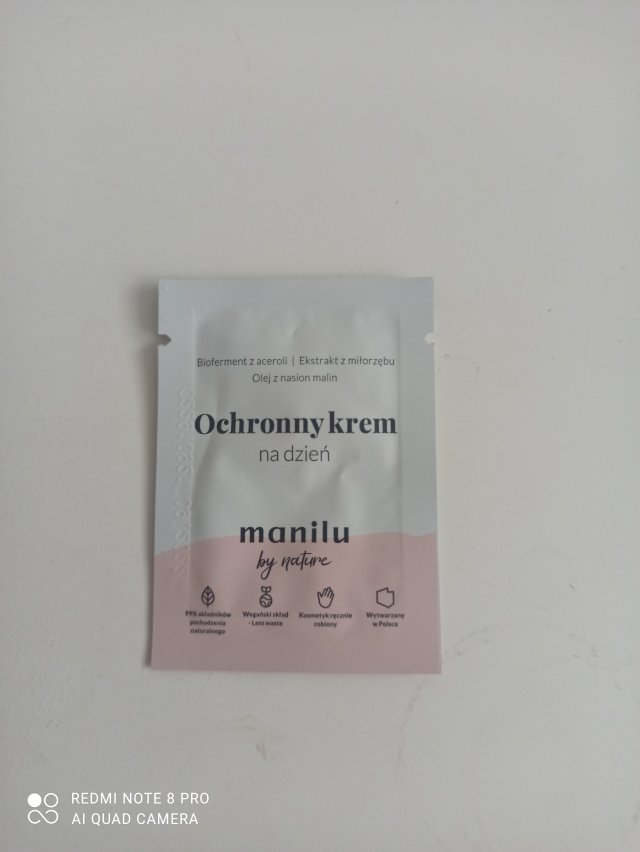 Bioferment z aceroli | Ekstrakt z miłorzębu
Olej z nasion malin
Ochronny krem
na dzień
manilu
by nature
99% składników
pochodzenia
naturalnego
Wegański skład
- Less waste
Kosmetyk ręcznie
robiony
Wytwarzany
w Polsce
REDMI NOTE 8 PRO
AI QUAD CAMERA